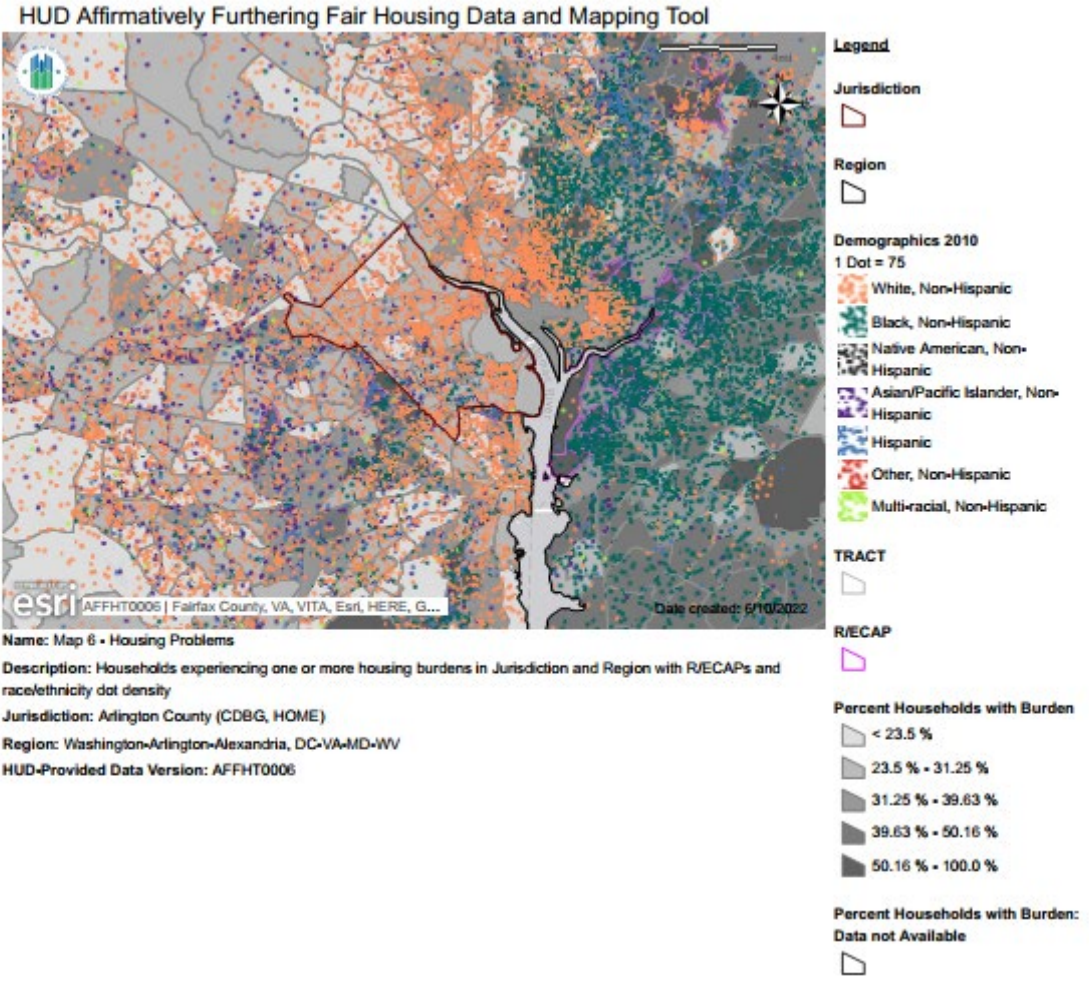 HUD Affirmatively Furthering Fair Housing Data and Mapping Tool
esri
AFFHT0006 | Fairfax County, VA, VITA, Esri, HERE, G...
Date created: 6/10/2022
Name: Map 6 - Housing Problems
Description: Households experiencing one or more housing burdens in Jurisdiction and Region with R/ECAPs and
race/ethnicity dot density
Jurisdiction: Arlington County (CDBG, HOME)
Region: Washington-Arlington-Alexandria, DC-VA-MD-WV
HUD-Provided Data Version: AFFHT0006
Legend
Jurisdiction
Region
Demographics 2010
1 Dot = 75
White, Non-Hispanic
Black, Non-Hispanic
Native American, Non-
Hispanic
Asian/Pacific Islander, Non-
Hispanic
Hispanic
Other, Non-Hispanic
Multi-racial, Non-Hispanic
TRACT
R/ECAP
Percent Households with Burden
< 23.5 %
23.5 % - 31.25 %
31.25 % - 39.63 %
39.63 % - 50.16 %
50.16 % - 100.0 %
Percent Households with Burden:
Data not Available